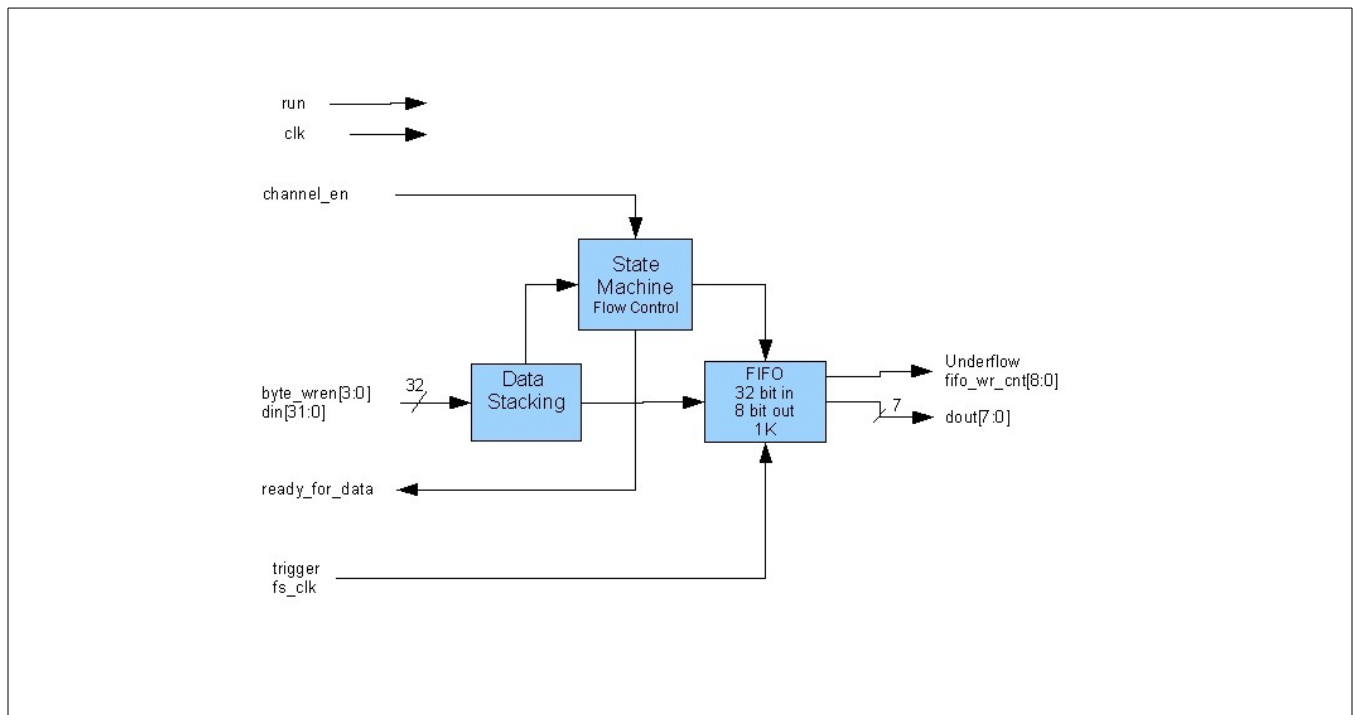 run
clk
channel_en
State
Machine
Flow Control
byte_wren[3:0]
din[31:0]
32
Data
Stacking
FIFO
32 bit in
8 bit out
1K
Underflow
fifo_wr_cnt[8:0]
7
dout[7:0]
ready_for_data
trigger
fs_clk